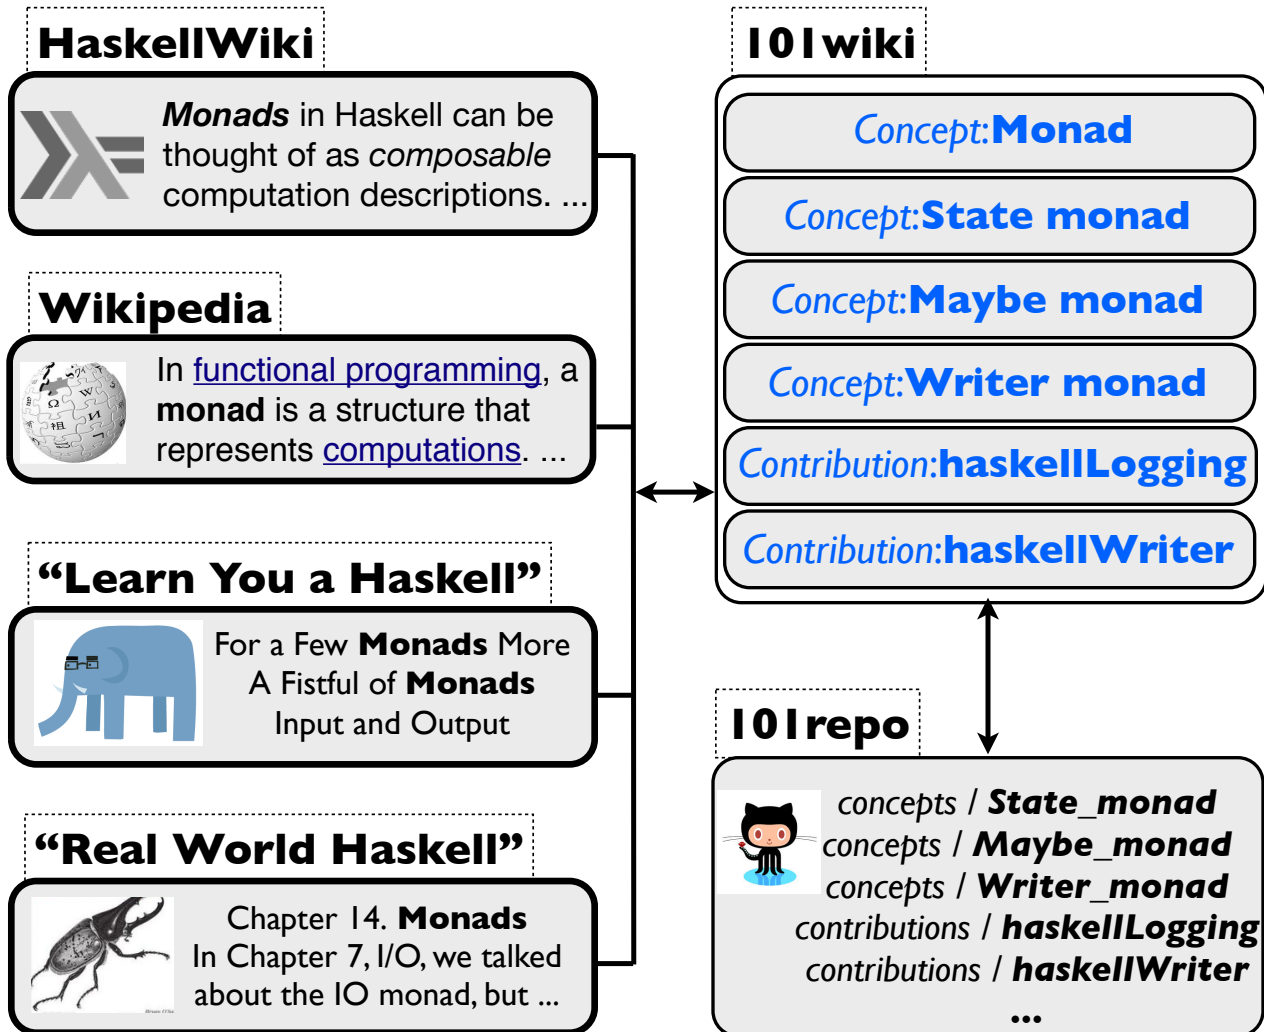 HaskellWiki
Monads in Haskell can be
thought of as composable
computation descriptions. ...
Wikipedia
In functional programming, a
monad is a structure that
represents computations. ...
“Learn You a Haskell”
For a Few Monads More
A Fistful of Monads
Input and Output
“Real World Haskell”
Chapter 14. Monads
In Chapter 7, I/O, we talked
about the IO monad, but ...
101wiki
Concept:Monad
Concept:State monad
Concept:Maybe monad
Concept:Writer monad
Contribution:haskellLogging
Contribution:haskellWriter
101repo
concepts / State_monad
concepts / Maybe_monad
concepts / Writer_monad
contributions / haskellLogging
contributions / haskellWriter
...